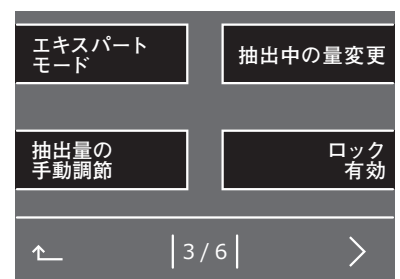 エキスパート
モード
抽出中の量変更
抽出量の
手動調節
ロック
有効
3/6